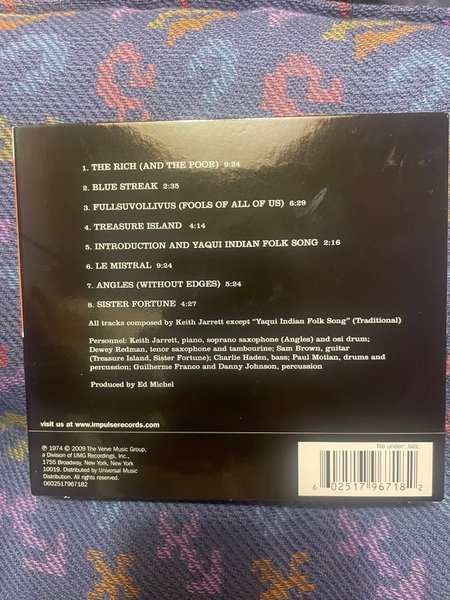 1. THE RICH (AND THE POOR) 9:24
2. BLUE STREAK 2:35
3. FULLSUVOLLIVUS (FOOLS OF ALL OF US) 6:29
4. TREASURE ISLAND 4:14
5. INTRODUCTION AND YAQUI INDIAN FOLK SONG 2:16
6. LE MISTRAL 9:24
7. ANGLES (WITHOUT EDGES) 5:24
8. SISTER FORTUNE 4:27
All tracks composed by Keith Jarrett except "Yaqui Indian Folk Song" (Traditional)
Personnel: Keith Jarrett, piano, soprano saxophone (Angles) and osi drum;
Dewey Redman, tenor saxophone and tambourine; Sam Brown, guitar
(Treasure Island, Sister Fortune); Charlie Haden, bass; Paul Motian, drums and
percussion; Guilherme Franco and Danny Johnson, percussion
Produced by Ed Michel
visit us at www.impulserecords.com
℗ 1974 © 2009 The Verve Music Group,
a Division of UMG Recordings, Inc.,
1755 Broadway, New York, New York
10019. Distributed by Universal Music
Distribution. All rights reserved.
0602517967182
file under: Jazz
6 02517 96718 2